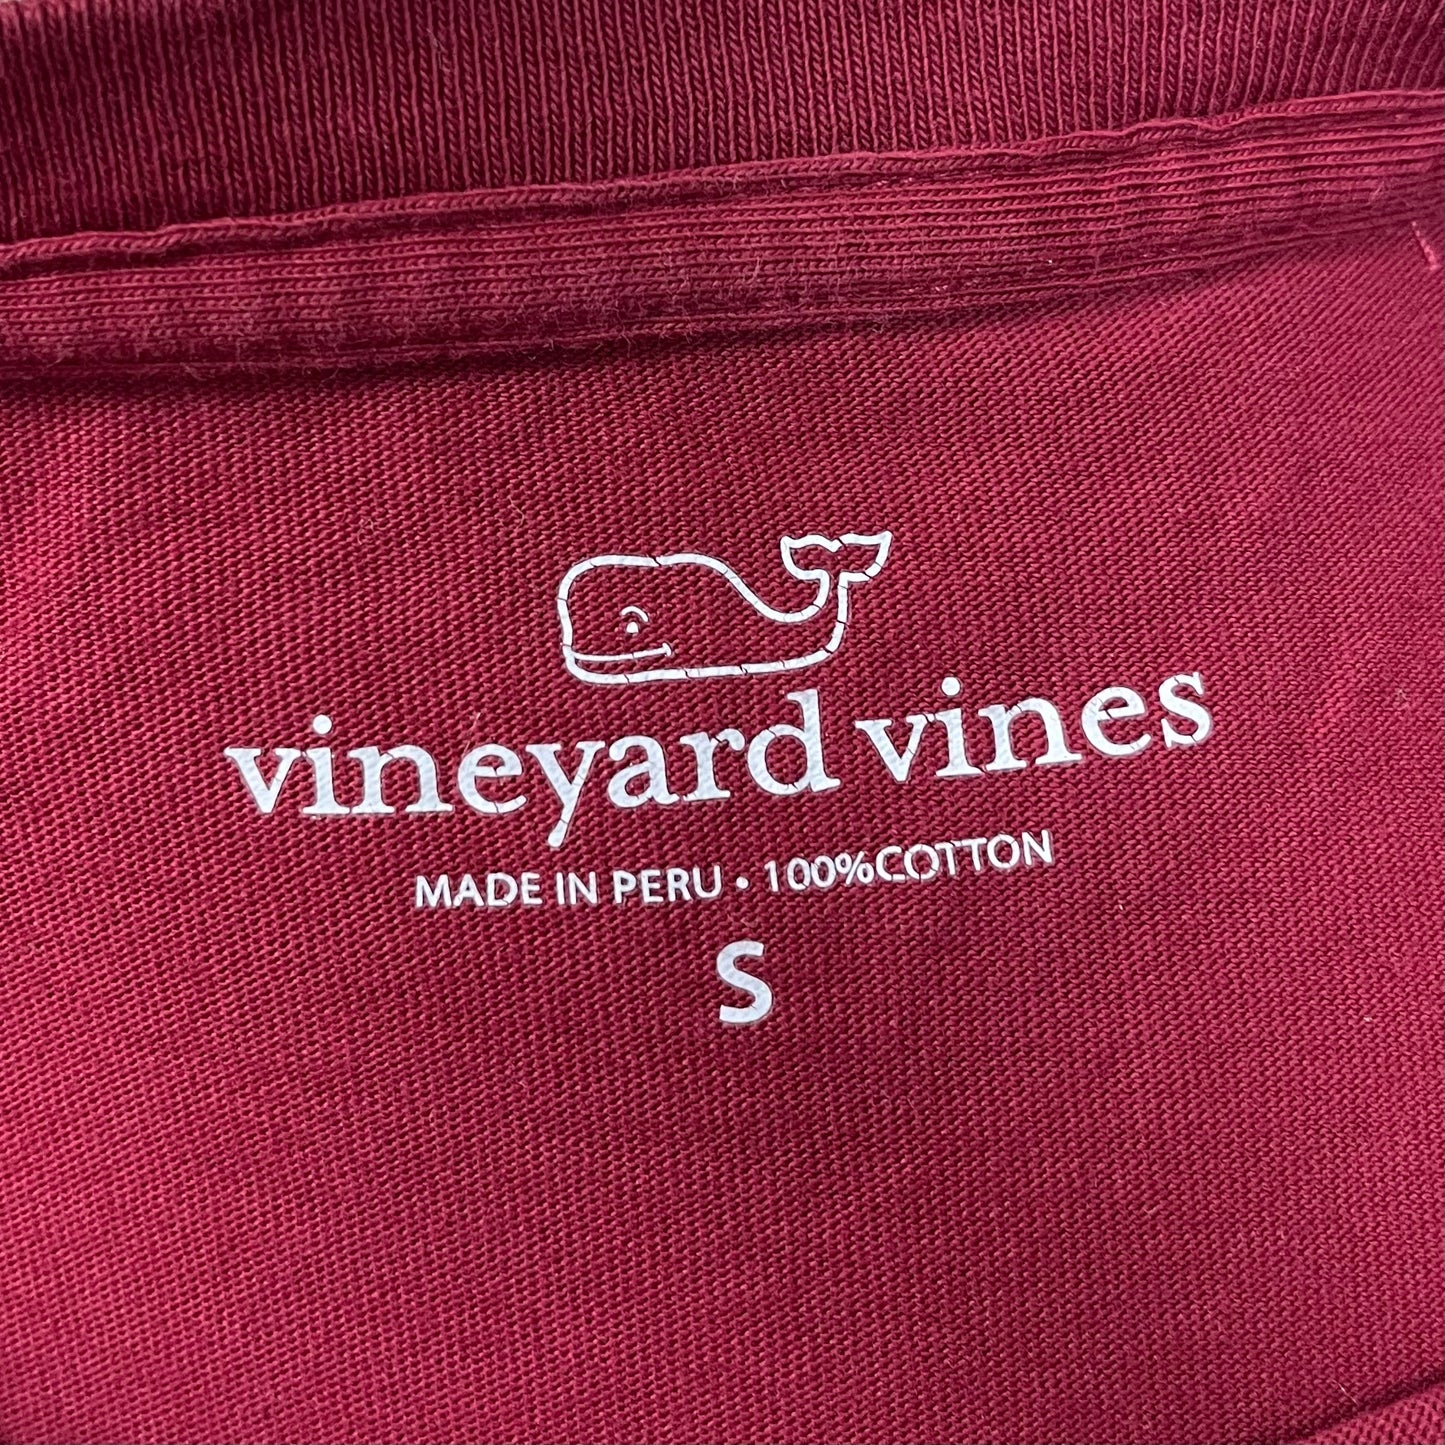 vineyard vines
MADE IN PERU • 100%COTTON
S